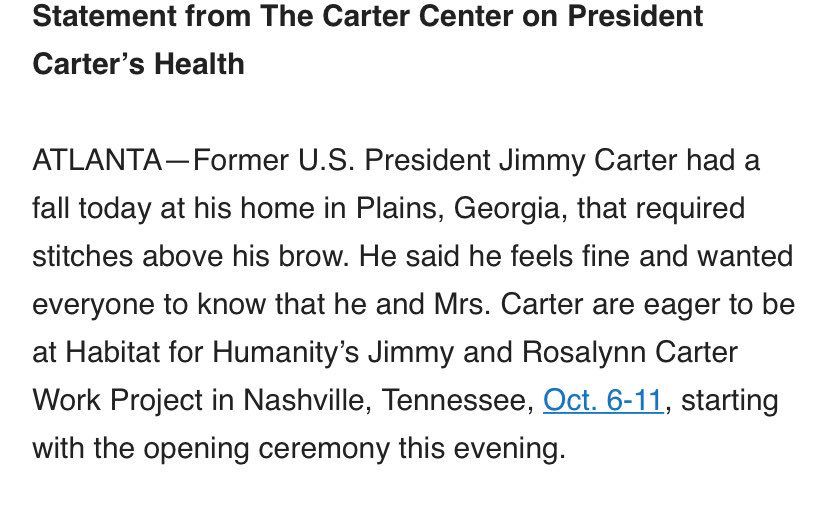 Statement from The Carter Center on President
Carter’s Health
ATLANTA—Former U.S. President Jimmy Carter had a
fall today at his home in Plains, Georgia, that required
stitches above his brow. He said he feels fine and wanted
everyone to know that he and Mrs. Carter are eager to be
at Habitat for Humanity’s Jimmy and Rosalynn Carter
Work Project in Nashville, Tennessee, Oct. 6-11, starting
with the opening ceremony this evening.